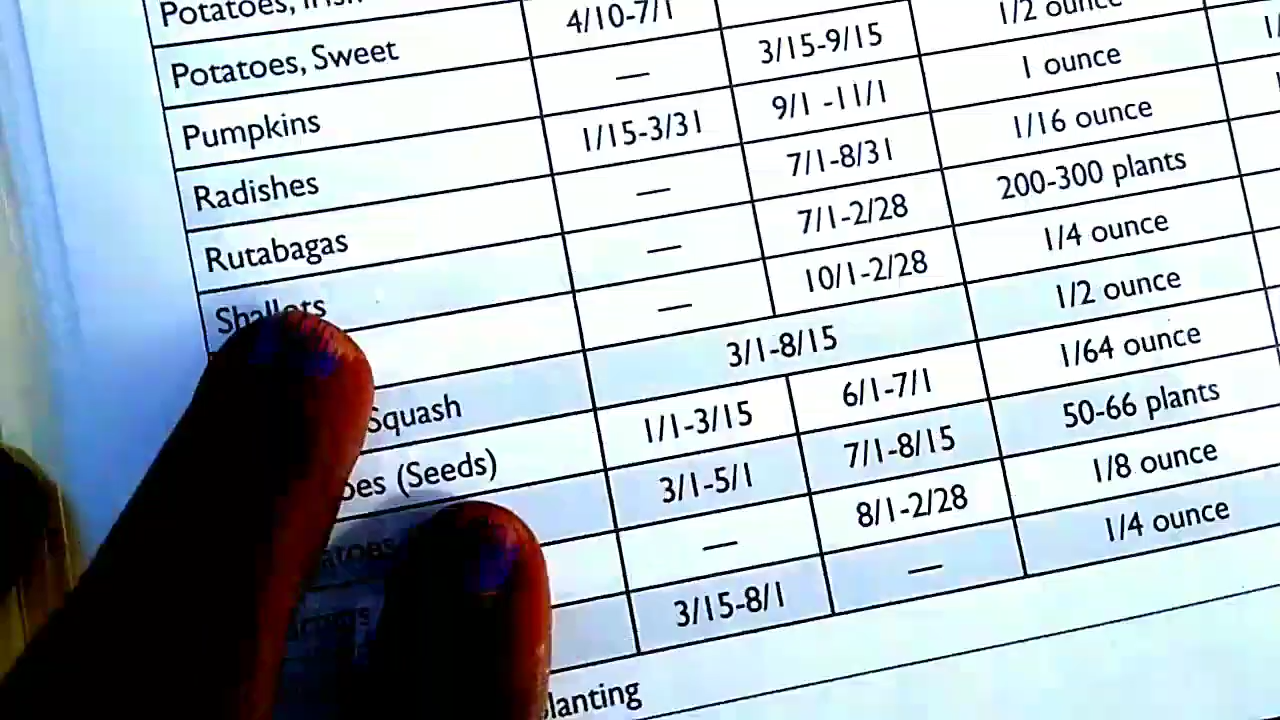 Potatoes,
Potatoes, Sweet 4/10-7/1
Pumpkins — 3/15-9/15 1/2 ounce
Radishes 1/15-3/31 9/1 -11/1 1 ounce
Rutabagas — 7/1-8/31 1/16 ounce
Shallots — 7/1-2/28 200-300 plants
— 10/1-2/28 1/4 ounce
Squash 3/1-8/15 1/2 ounce
(Seeds) 1/1-3/15 6/1-7/1 1/64 ounce
3/1-5/1 7/1-8/15 50-66 plants
— 8/1-2/28 1/8 ounce
3/15-8/1 — 1/4 ounce
planting